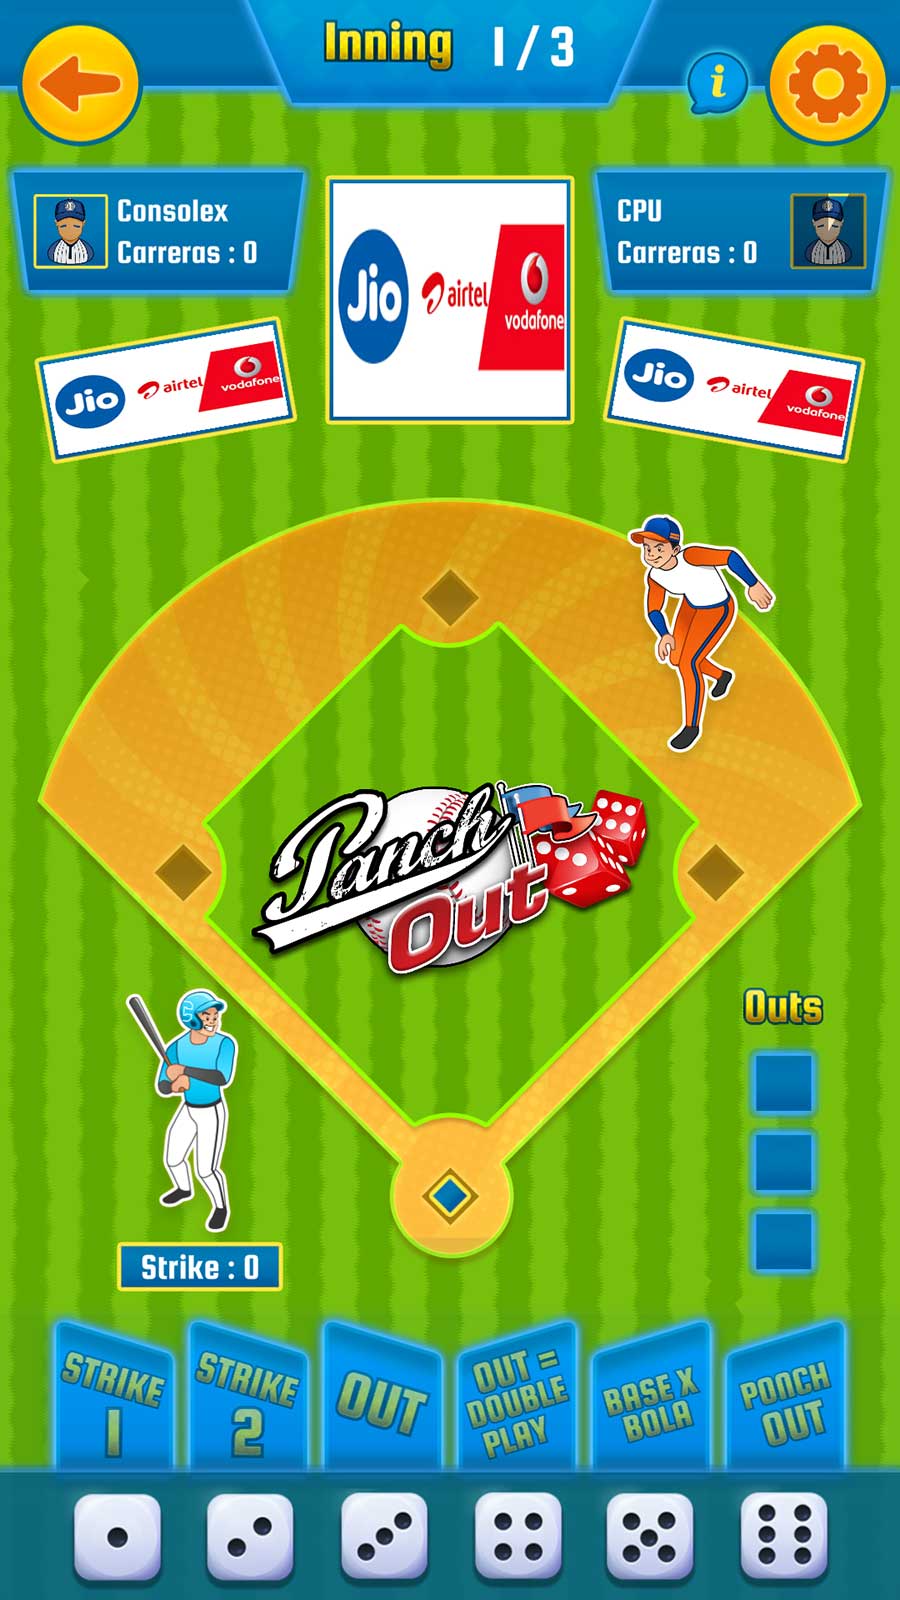 Inning 1 / 3
i
Consolex
Carreras : 0
CPU
Carreras : 0
Jio airtel vodafone
Jio airtel vodafone
Jio airtel vodafone
Panch
Out
Outs
Strike : 0
STRIKE
1
STRIKE
2
OUT
OUT =
DOUBLE
PLAY
BASE X
BOLA
PONCH
OUT